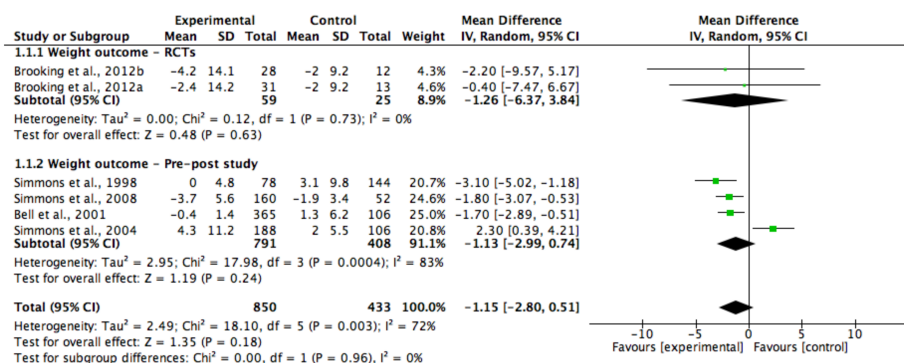 Experimental Control Mean Difference Mean Difference
Study or Subgroup Mean SD Total Mean SD Total Weight IV, Random, 95% CI IV, Random, 95% CI
1.1.1 Weight outcome – RCTs
Brooking et al., 2012b -4.2 14.1 28 -2 9.2 12 4.3% -2.20 [-9.57, 5.17]
Brooking et al., 2012a -2.4 14.2 31 -2 9.2 13 4.6% -0.40 [-7.47, 6.67]
Subtotal (95% CI) 59 25 8.9% -1.26 [-6.37, 3.84]
Heterogeneity: Tau² = 0.00; Chi² = 0.12, df = 1 (P = 0.73); I² = 0%
Test for overall effect: Z = 0.48 (P = 0.63)
1.1.2 Weight outcome – Pre-post study
Simmons et al., 1998 0 4.8 78 3.1 9.8 144 20.7% -3.10 [-5.02, -1.18]
Simmons et al., 2008 -3.7 5.6 160 -1.9 3.4 52 24.6% -1.80 [-3.07, -0.53]
Bell et al., 2001 -0.4 1.4 365 1.3 6.2 106 25.0% -1.70 [-2.89, -0.51]
Simmons et al., 2004 4.3 11.2 188 2 5.5 106 20.8% 2.30 [0.39, 4.21]
Subtotal (95% CI) 791 408 91.1% -1.13 [-2.99, 0.74]
Heterogeneity: Tau² = 2.95; Chi² = 17.98, df = 3 (P = 0.0004); I² = 83%
Test for overall effect: Z = 1.19 (P = 0.24)
Total (95% CI) 850 433 100.0% -1.15 [-2.80, 0.51]
Heterogeneity: Tau² = 2.49; Chi² = 18.10, df = 5 (P = 0.003); I² = 72%
Test for overall effect: Z = 1.35 (P = 0.18)
Test for subgroup differences: Chi² = 0.00, df = 1 (P = 0.96), I² = 0%
-10 -5 0 5 10
Favours [experimental] Favours [control]